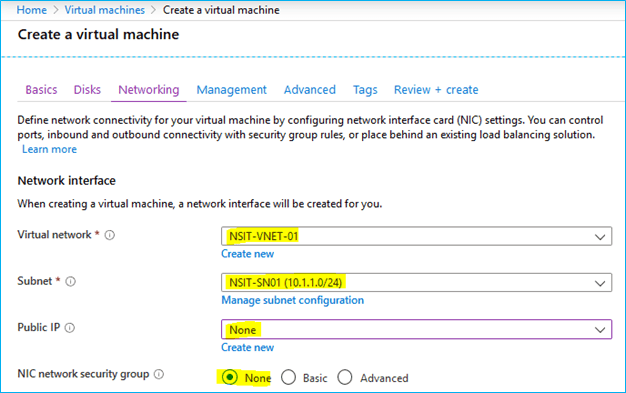 Home > Virtual machines > Create a virtual machine
Create a virtual machine
Basics Disks Networking Management Advanced Tags Review + create
Define network connectivity for your virtual machine by configuring network interface card (NIC) settings. You can control
ports, inbound and outbound connectivity with security group rules, or place behind an existing load balancing solution.
Learn more
Network interface
When creating a virtual machine, a network interface will be created for you.
Virtual network * NSIT-VNET-01
Create new
Subnet * NSIT-SN01 (10.1.1.0/24)
Manage subnet configuration
Public IP None
Create new
NIC network security group None Basic Advanced